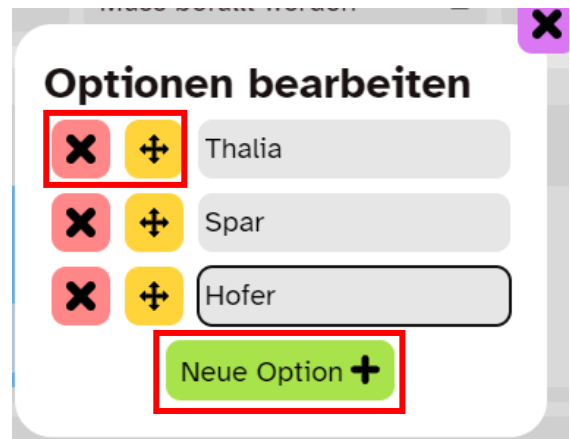 Optionen bearbeiten
Thalia
Spar
Hofer
Neue Option